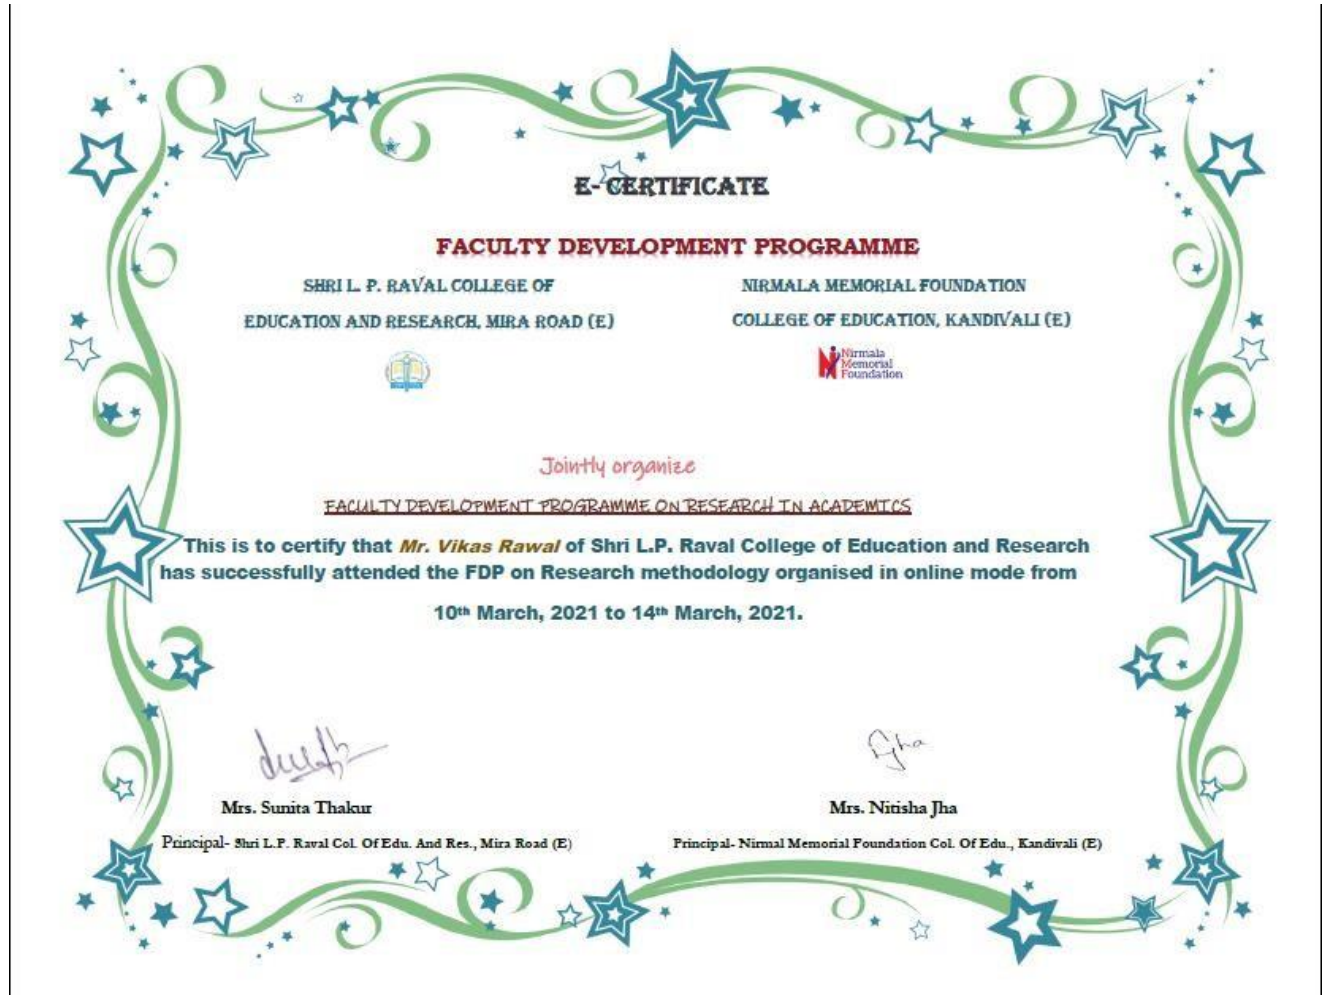 E- CERTIFICATE
FACULTY DEVELOPMENT PROGRAMME
SHRI L. P. RAVAL COLLEGE OF
EDUCATION AND RESEARCH, MIRA ROAD (E)
NIRMALA MEMORIAL FOUNDATION
COLLEGE OF EDUCATION, KANDIVALI (E)
Nirmala
Memorial
Foundation
Jointly organize
FACULTY DEVELOPMENT PROGRAMME ON RESEARCH IN ACADEMICS
This is to certify that Mr. Vikas Rawal of Shri L.P. Raval College of Education and Research
has successfully attended the FDP on Research methodology organised in online mode from
10th March, 2021 to 14th March, 2021.
Jha
Mrs. Sunita Thakur
Mrs. Nitisha Jha
Principal- Shri L.P. Raval Col. Of Edu. And Res., Mira Road (E)
Principal- Nirmal Memorial Foundation Col. Of Edu., Kandivali (E)